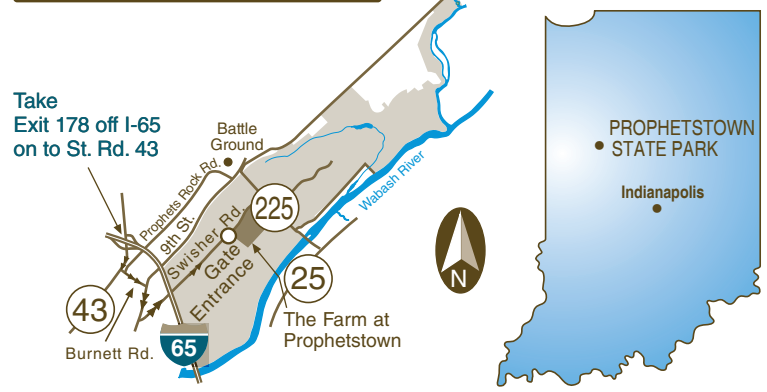 Take
Exit 178 off I-65
on to St. Rd. 43
Battle
Ground
Prophets Rock Rd.
9th St.
Swisher Rd.
225
Wabash River
Gate
Entrance
25
43
Burnett Rd.
65
The Farm at
Prophetstown
N
PROPHETSTOWN
STATE PARK
Indianapolis